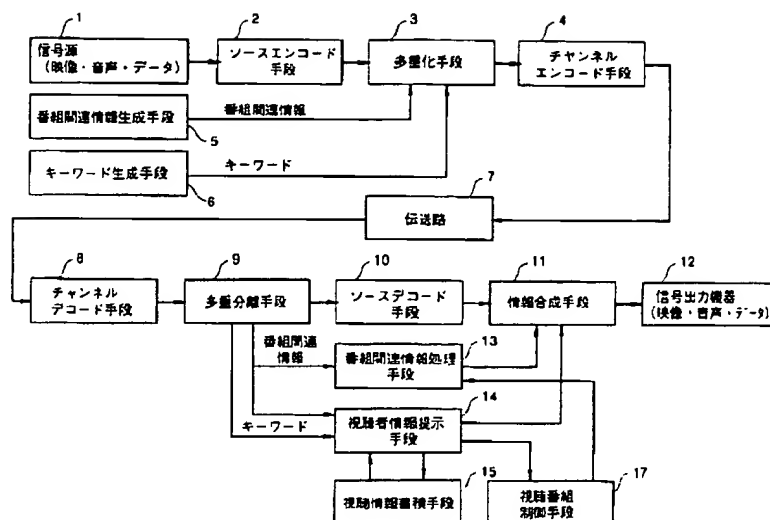 1
信号源
(映像・音声・データ)
2
ソースエンコード
手段
3
多重化手段
4
チャンネル
エンコード手段
番組関連情報生成手段
5
番組関連情報
キーワード生成手段
6
キーワード
7
伝送路
8
チャンネル
デコード手段
9
多重分離手段
10
ソースデコード
手段
11
情報合成手段
12
信号出力機器
(映像・音声・データ)
番組関連
情報
13
番組関連情報処理
手段
キーワード
14
視聴者情報提示
手段
15
視聴情報蓄積手段
17
視聴番組
制御手段